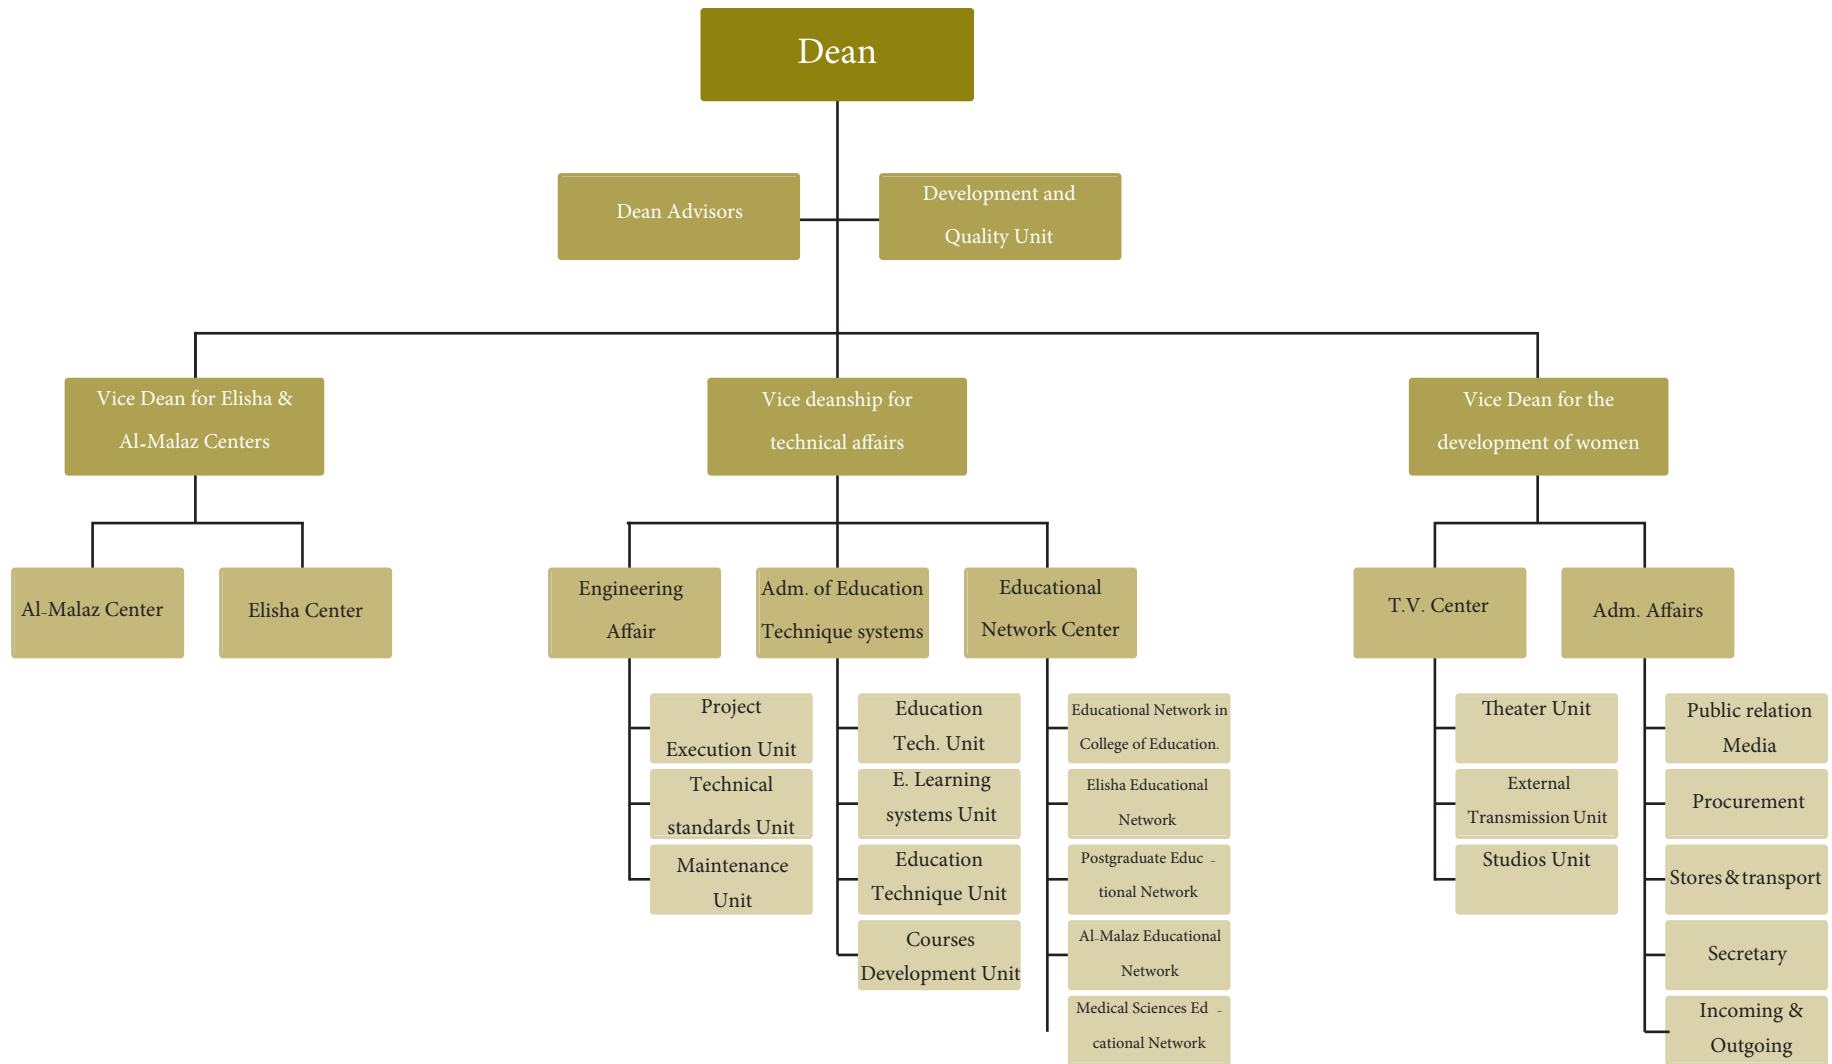 Dean
Dean Advisors
Development and
Quality Unit
Vice Dean for Elisha &
Al-Malaz Centers
Vice deanship for
technical affairs
Vice Dean for the
development of women
Al-Malaz Center
Elisha Center
Engineering
Affair
Adm. of Education
Technique systems
Educational
Network Center
T.V. Center
Adm. Affairs
Project
Execution Unit
Technical
standards Unit
Maintenance
Unit
Education
Tech. Unit
E. Learning
systems Unit
Education
Technique Unit
Courses
Development Unit
Educational Network in
College of Education.
Elisha Educational
Network
Postgraduate Educ -
tional Network
Al-Malaz Educational
Network
Medical Sciences Ed -
cational Network
Theater Unit
External
Transmission Unit
Studios Unit
Public relation
Media
Procurement
Stores & transport
Secretary
Incoming &
Outgoing